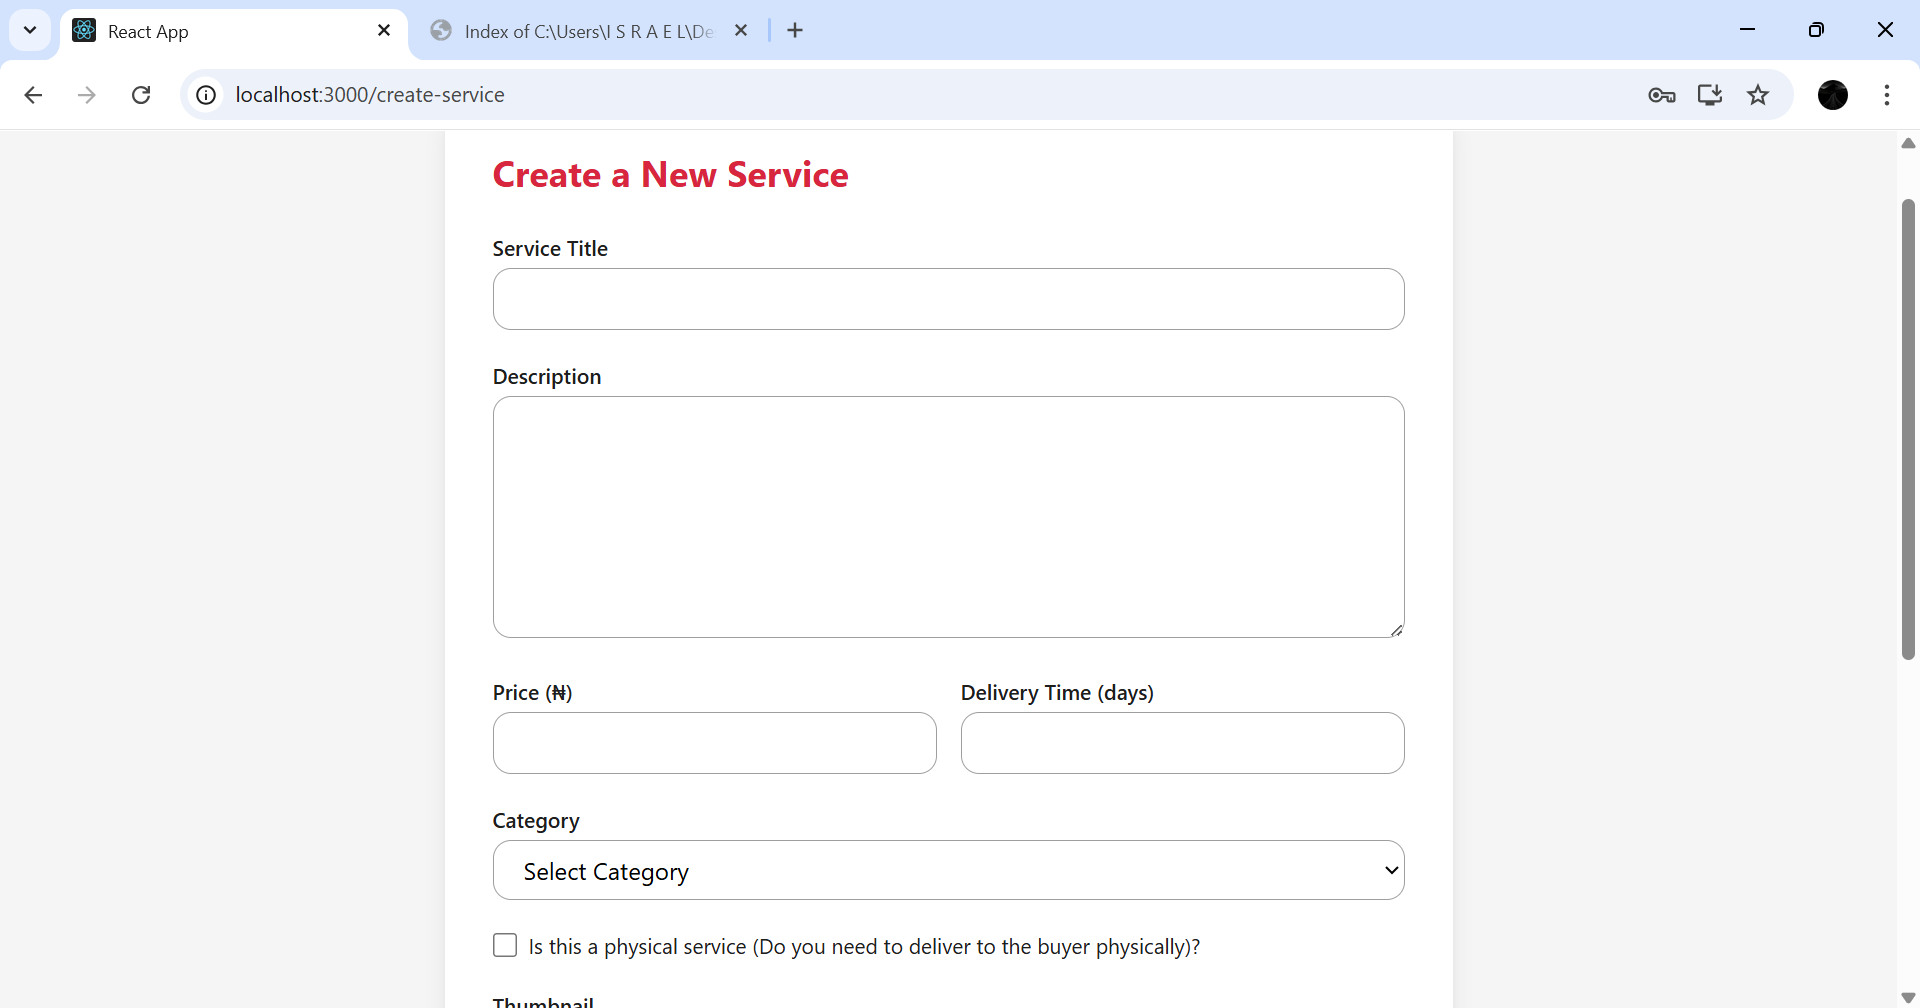 React App
Index of C:\Users\I S R A E L\De
localhost:3000/create-service
Create a New Service
Service Title
Description
Price (₦)
Delivery Time (days)
Category
Select Category
Is this a physical service (Do you need to deliver to the buyer physically)?
Thumbnail